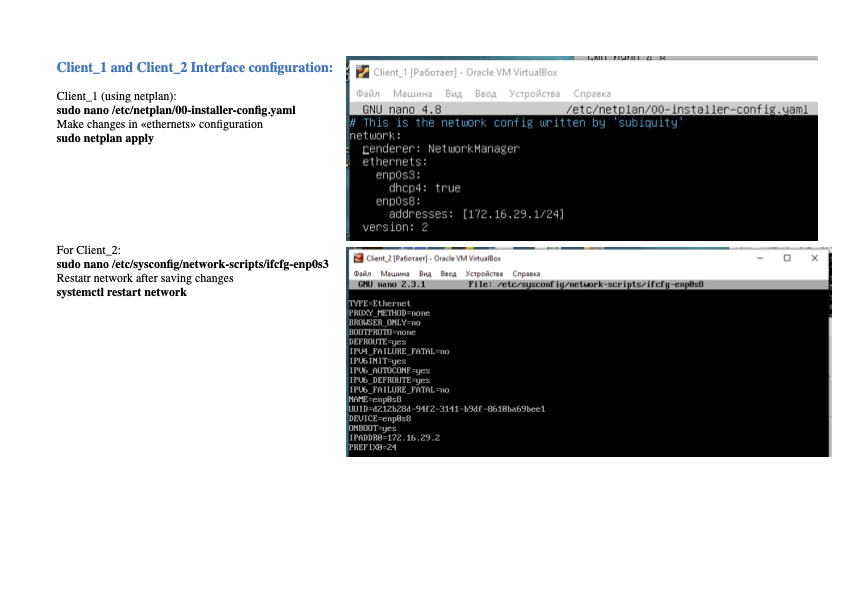 Client_1 and Client_2 Interface configuration:
Client_1 (using netplan):
sudo nano /etc/netplan/00-installer-config.yaml
Make changes in «ethernets» configuration
sudo netplan apply
Client_1 [Работает] - Oracle VM VirtualBox
Файл Машина Вид Ввод Устройства Справка
GNU nano 4.8 /etc/netplan/00-installer-config.yaml
# This is the network config written by 'subiquity'
network:
renderer: NetworkManager
ethernets:
enp0s3:
dhcp4: true
enp0s8:
addresses: [172.16.29.1/24]
version: 2
For Client_2:
sudo nano /etc/sysconfig/network-scripts/ifcfg-enp0s3
Restatr network after saving changes
systemctl restart network
Client_2 [Работает] - Oracle VM VirtualBox
Файл Машина Вид Ввод Устройства Справка
GNU nano 2.3.1 File: /etc/sysconfig/network-scripts/ifcfg-enp0s8
TYPE=Ethernet
PROXY_METHOD=none
BROWSER_ONLY=no
BOOTPROTO=none
DEFROUTE=yes
IPV4_FAILURE_FATAL=no
IPV6INIT=yes
IPV6_AUTOCONF=yes
IPV6_DEFROUTE=yes
IPV6_FAILURE_FATAL=no
NAME=enp0s8
UUID=d212b28d-94f2-3141-b9df-8610ba69bee1
DEVICE=enp0s8
ONBOOT=yes
IPADDR0=172.16.29.2
PREFIX0=24